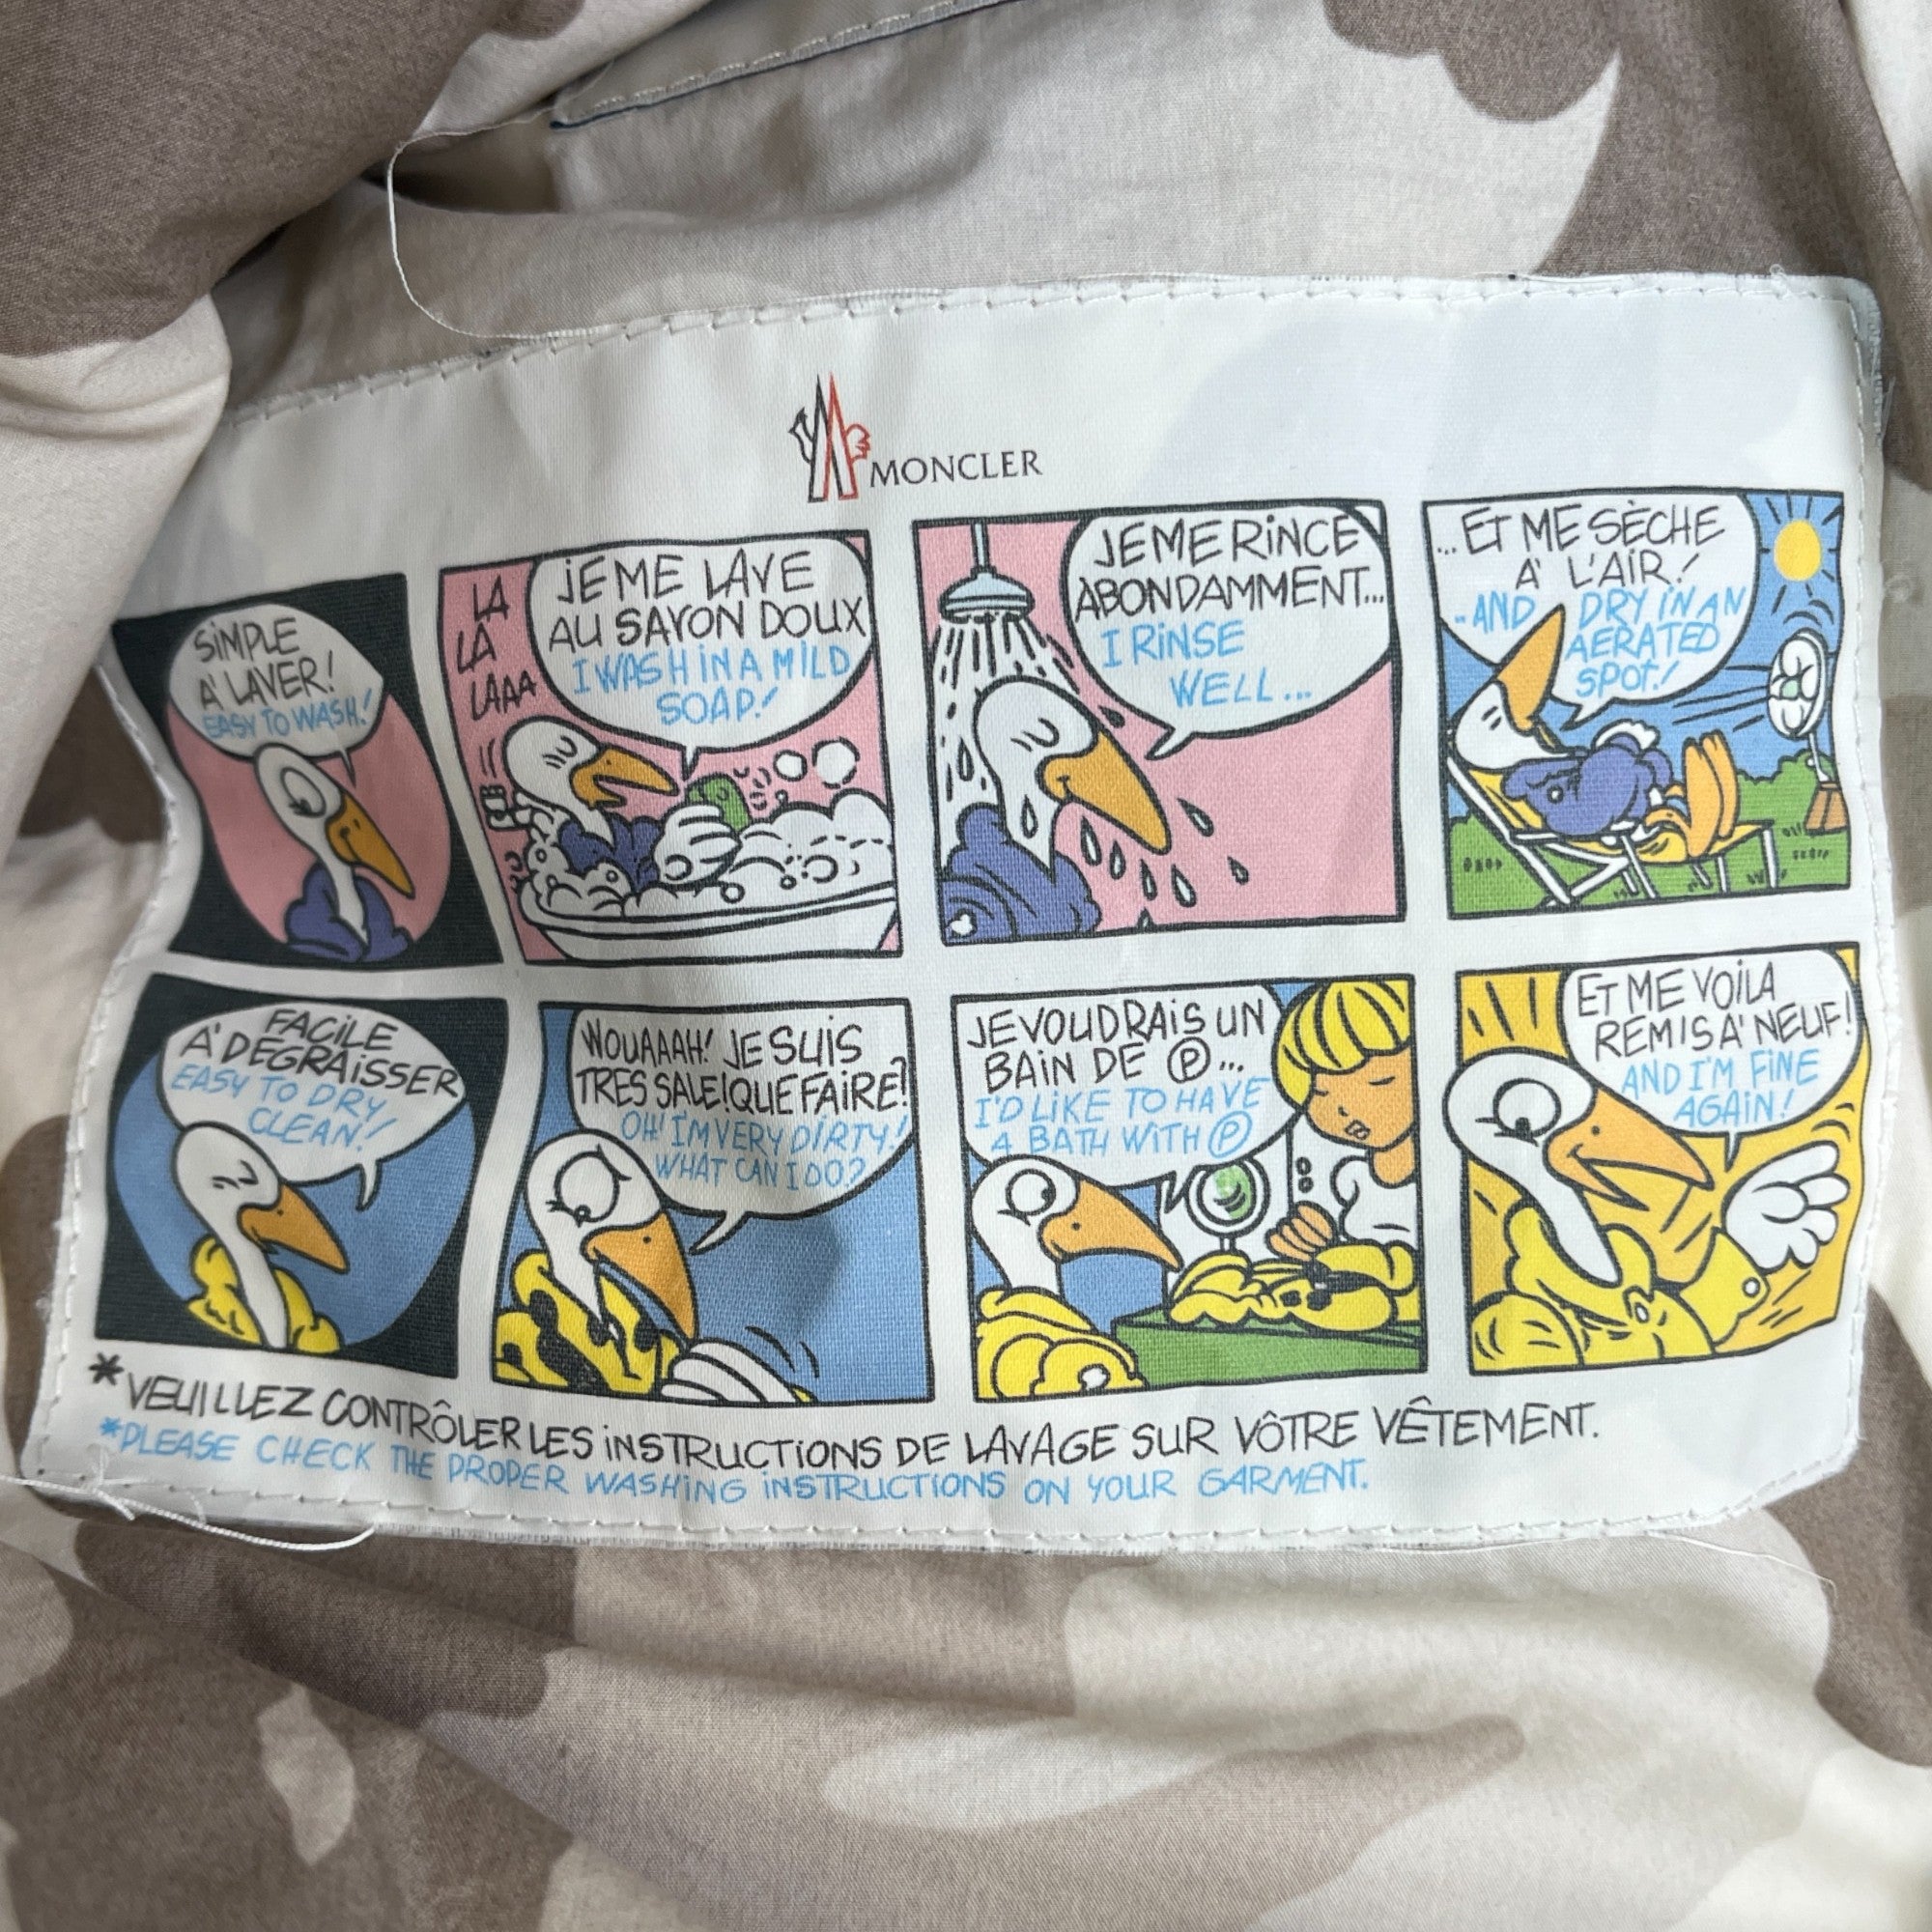 MONCLER
SiMPLE
A' LAVER!
EASY TO WASH!
LA
LA
LAAA
JE ME LAVE
AU SAVON DOUX
I WASH iN A MiLD
SOAP!
JE ME RiNCE
ABONDAMMENT...
I RiNSE
WELL...
...ET ME SÈCHE
A' L'AiR!
..AND DRY iN AN
AERATED
SPOT!
FACiLE
A' DÉGRAiSSER
EASY TO DRY
CLEAN!
WOUAAAH! JE SUiS
TRES SALE! QUE FAiRE?
OH! I'M VERY DiRTY!
WHAT CAN I DO?
JE VOUDRAiS UN
BAiN DE Ⓟ...
I'D LiKE TO HAVE
A BATH WiTH Ⓟ
ET ME VOiLA
REMiS A' NEUF!
AND I'M FiNE
AGAiN!
*VEUILLEZ CONTRÔLER LES iNSTRUCTiONS DE LAVAGE SUR VÔTRE VÊTEMENT.
*PLEASE CHECK THE PROPER WASHiNG iNSTRUCTiONS ON YOUR GARMENT.